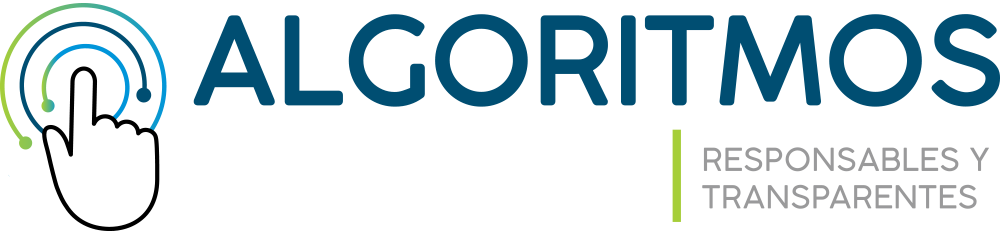 ALGORITMOS
RESPONSABLES Y
TRANSPARENTES